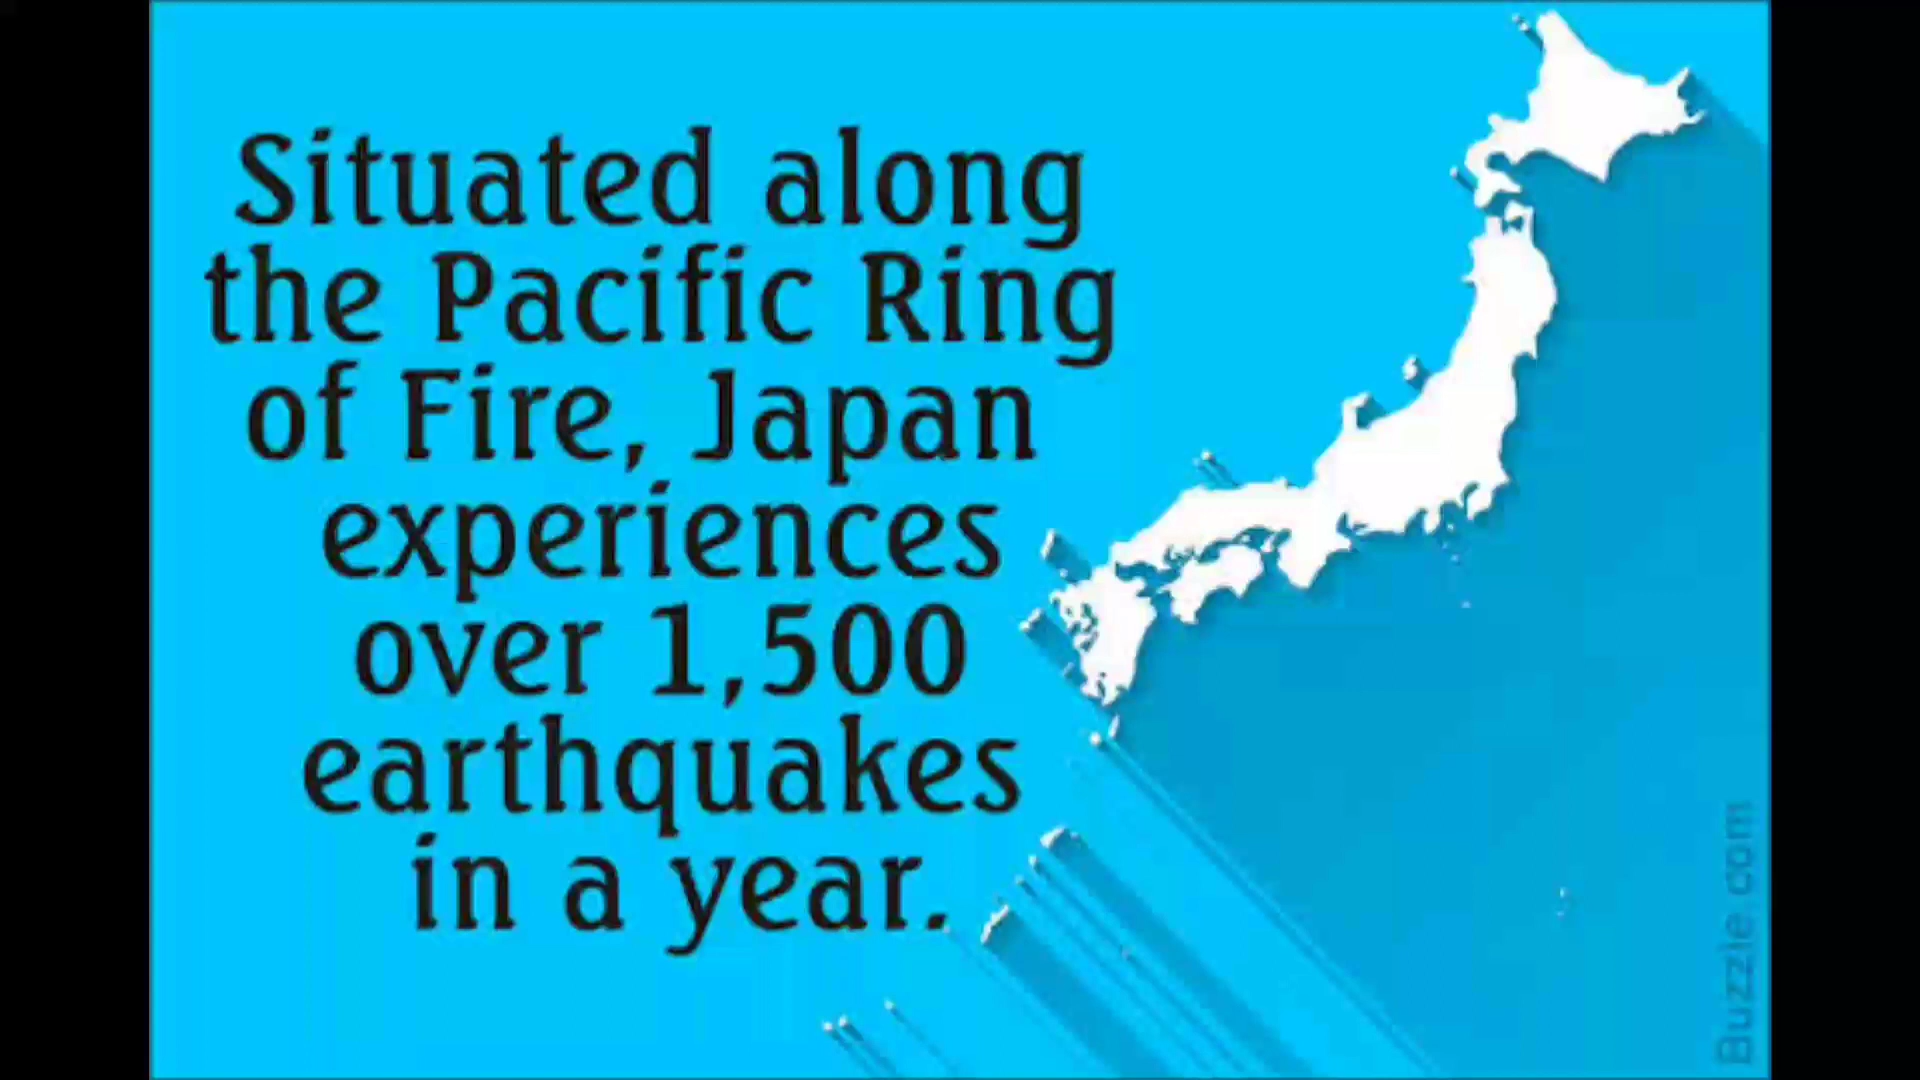 Situated along
the Pacific Ring
of Fire, Japan
experiences
over 1,500
earthquakes
in a year.
Buzzle.com